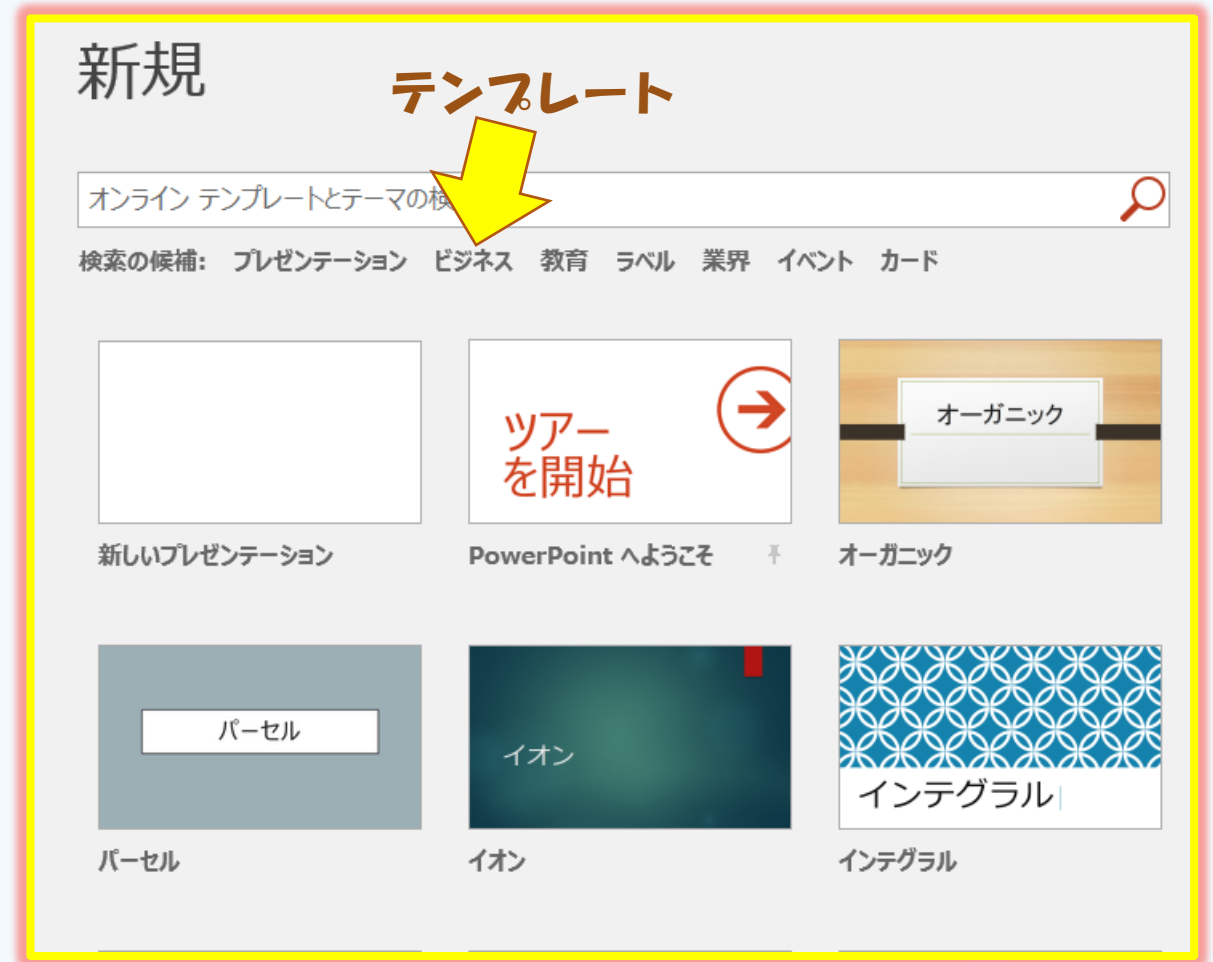 新規
テンプレート
オンライン テンプレートとテーマの検
検索の候補: プレゼンテーション ビジネス 教育 ラベル 業界 イベント カード
ツアー
を開始
オーガニック
新しいプレゼンテーション PowerPoint へようこそ オーガニック
パーセル
イオン
インテグラル
パーセル イオン インテグラル